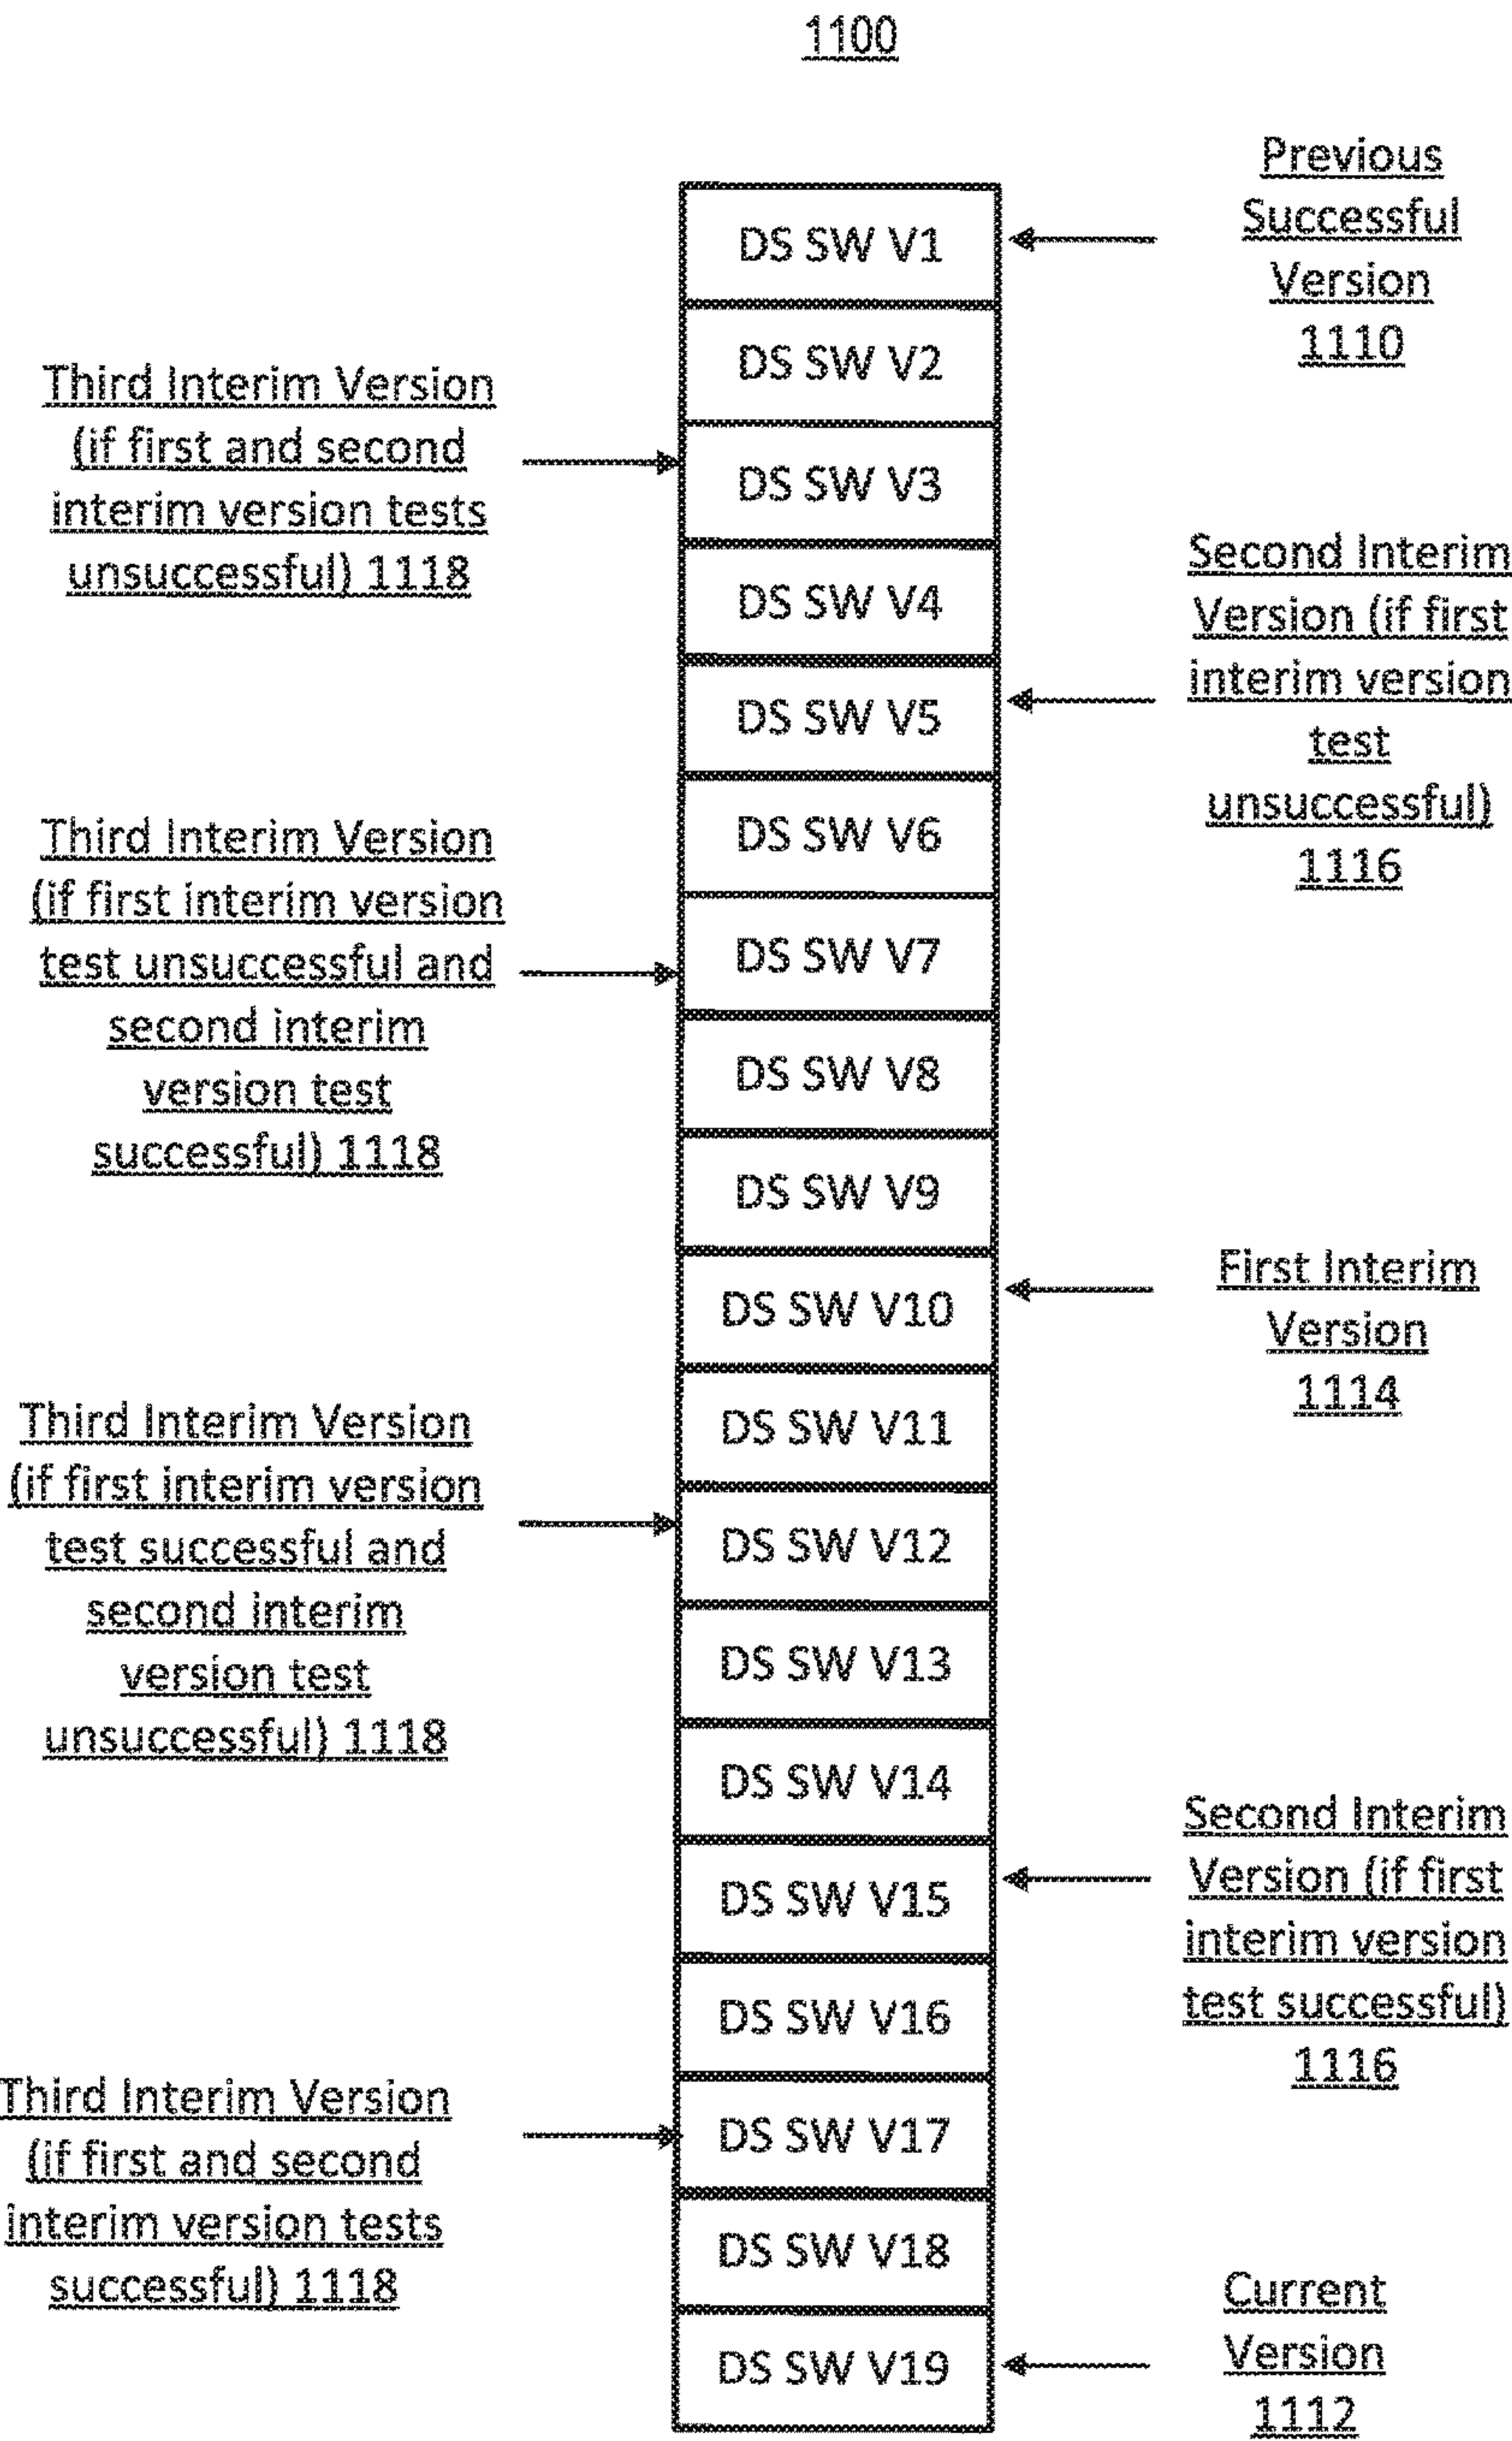 1100
Previous
Successful
Version
1110
DS SW V1
DS SW V2
Third Interim Version
(if first and second
interim version tests
unsuccessful) 1118
DS SW V3
DS SW V4
Second Interim
Version (if first
interim version
test
unsuccessful)
1116
DS SW V5
DS SW V6
Third Interim Version
(if first interim version
test unsuccessful and
second interim
version test
successful) 1118
DS SW V7
DS SW V8
DS SW V9
First Interim
Version
1114
DS SW V10
DS SW V11
Third Interim Version
(if first interim version
test successful and
second interim
version test
unsuccessful) 1118
DS SW V12
DS SW V13
DS SW V14
Second Interim
Version (if first
interim version
test successful)
1116
DS SW V15
DS SW V16
Third Interim Version
(if first and second
interim version tests
successful) 1118
DS SW V17
DS SW V18
Current
Version
1112
DS SW V19